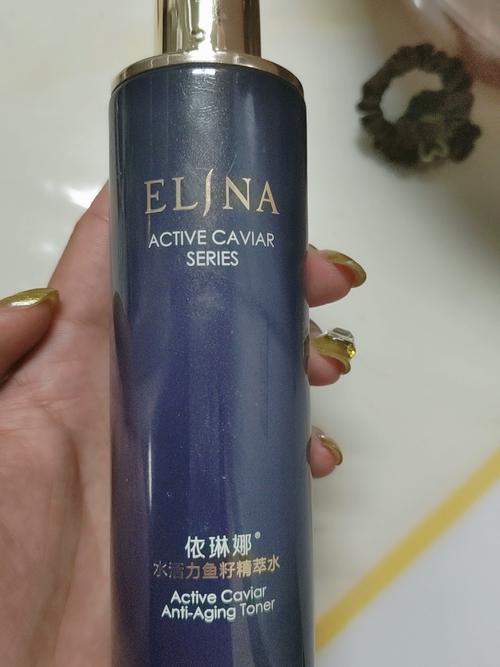 ELINA
ACTIVE CAVIAR
SERIES
依琳娜®
水活力鱼籽精萃水
Active Caviar
Anti-Aging Toner